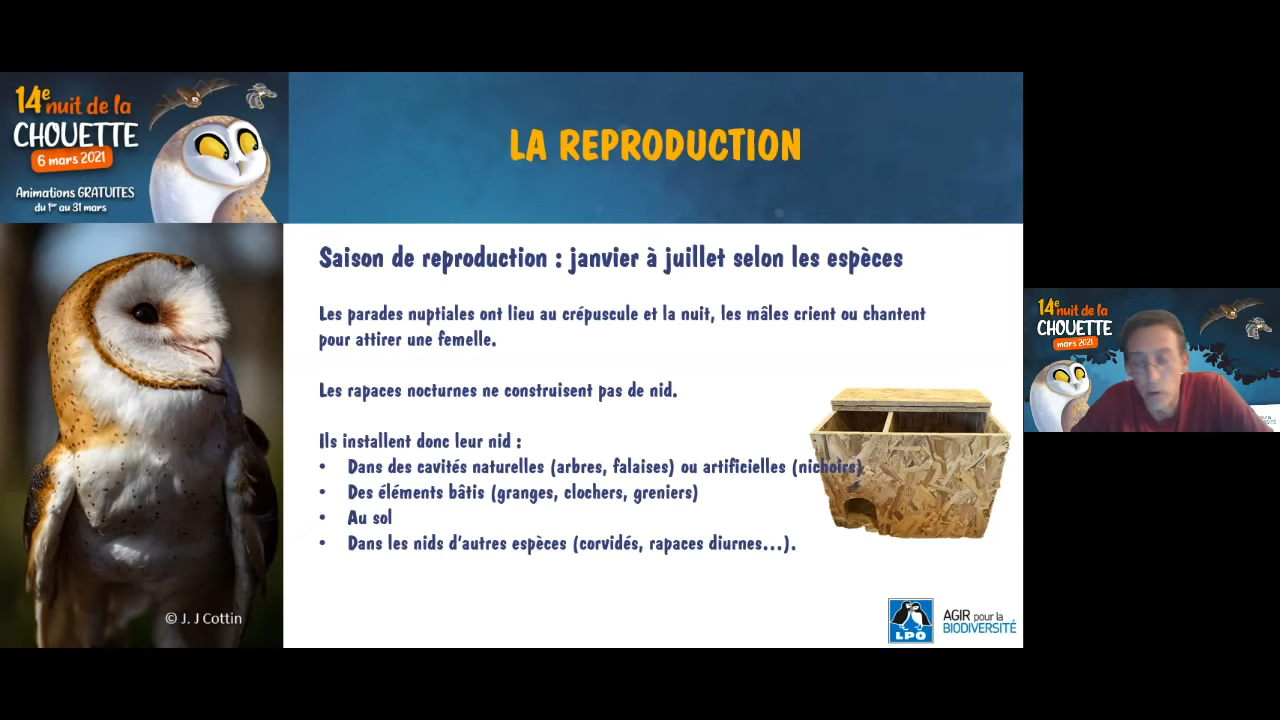 14e nuit de la
CHOUETTE
6 mars 2021
Animations GRATUITES
du 1er au 31 mars
LA REPRODUCTION
Saison de reproduction : janvier à juillet selon les espèces
Les parades nuptiales ont lieu au crépuscule et la nuit, les mâles crient ou chantent
pour attirer une femelle.
Les rapaces nocturnes ne construisent pas de nid.
Ils installent donc leur nid :
• Dans des cavités naturelles (arbres, falaises) ou artificielles (nichoirs)
• Des éléments bâtis (granges, clochers, greniers)
• Au sol
• Dans les nids d'autres espèces (corvidés, rapaces diurnes...).
© J. J Cottin
LPO
AGIR pour la
BIODIVERSITÉ
14e nuit de la
CHOUETTE
mars 2021